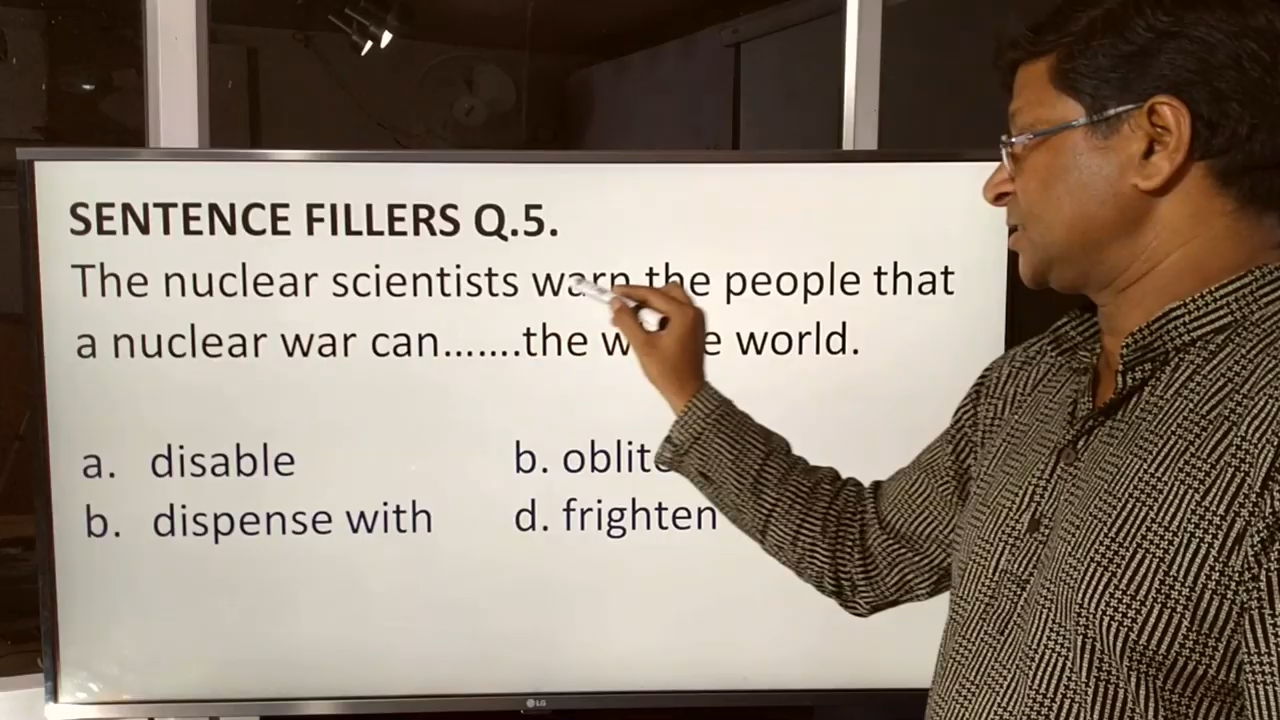 SENTENCE FILLERS Q.5.
The nuclear scientists warn the people that
a nuclear war can.......the world.
a. disable b.
b. dispense with d. frighten
LG